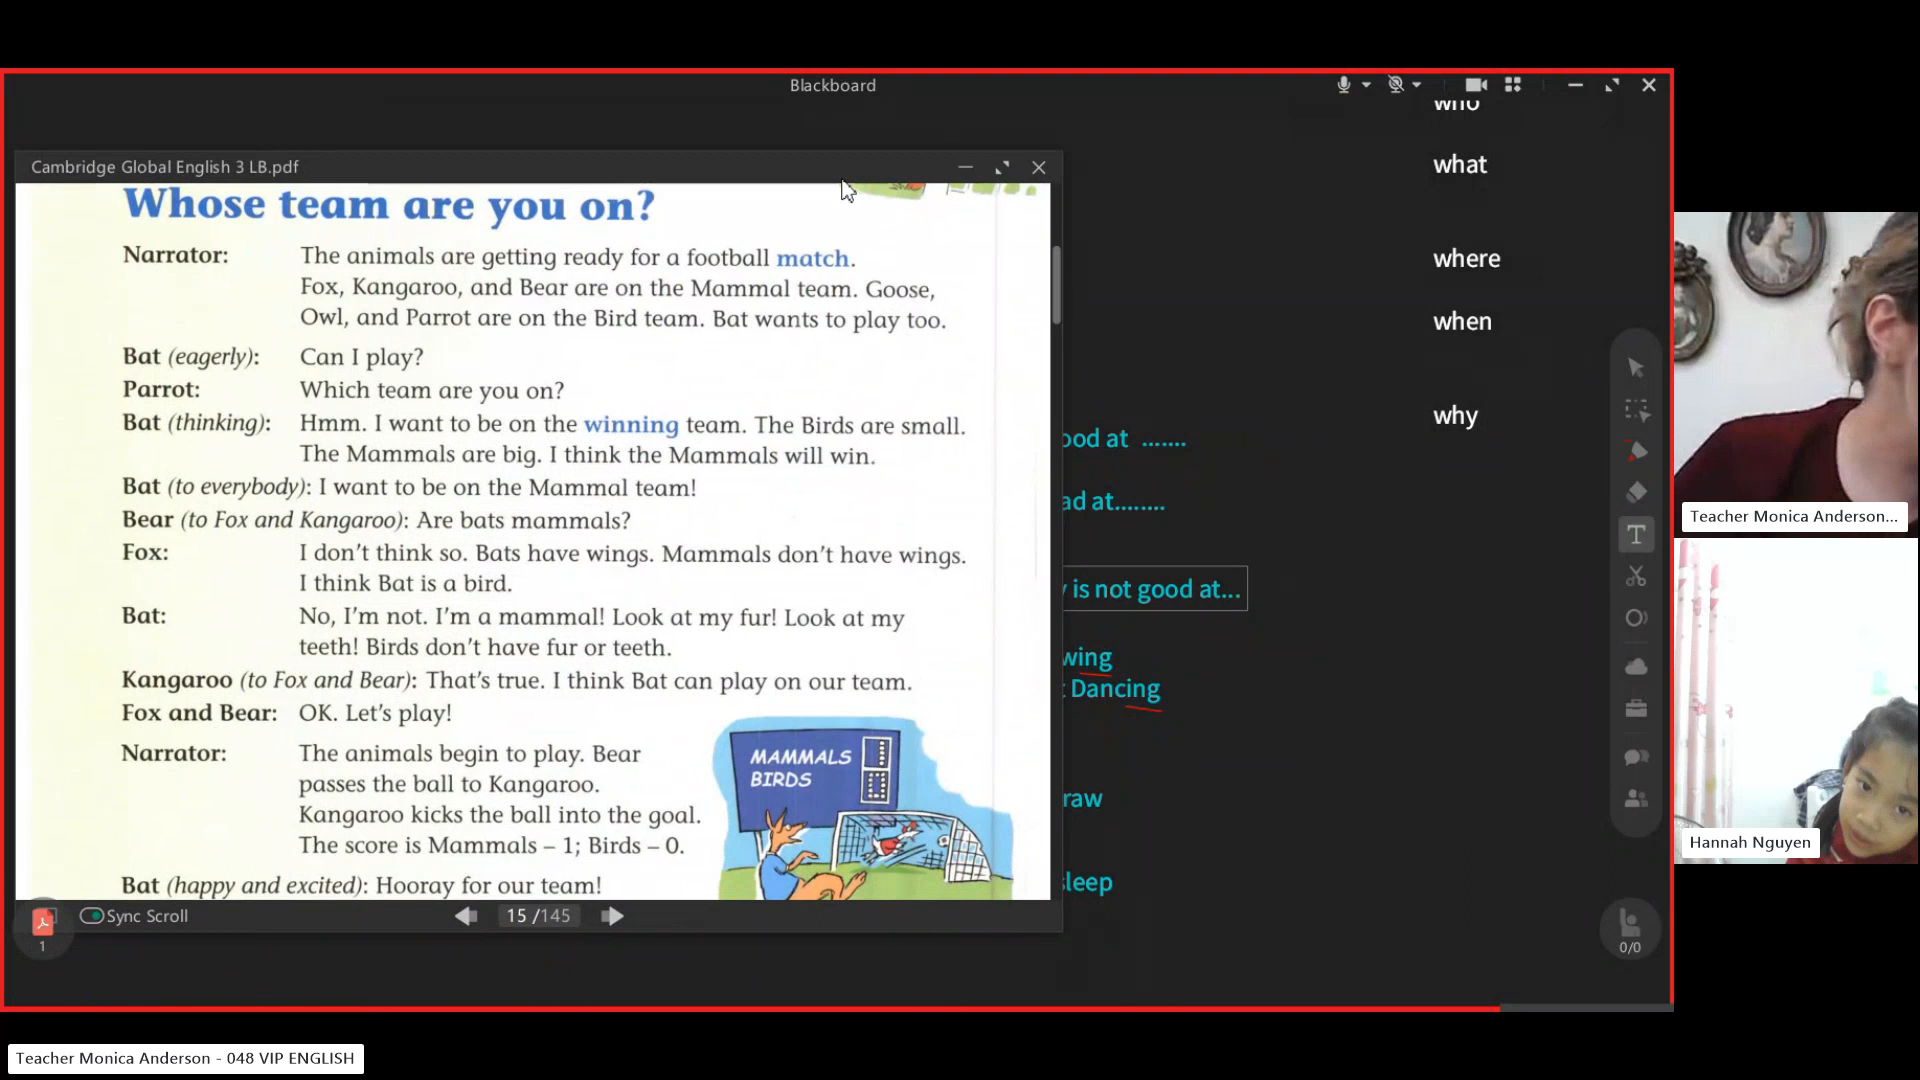 Blackboard
what
where
when
why
Cambridge Global English 3 LB.pdf
Whose team are you on?
Narrator: The animals are getting ready for a football match.
Fox, Kangaroo, and Bear are on the Mammal team. Goose,
Owl, and Parrot are on the Bird team. Bat wants to play too.
Bat (eagerly): Can I play?
Parrot: Which team are you on?
Bat (thinking): Hmm. I want to be on the winning team. The Birds are small.
The Mammals are big. I think the Mammals will win.
Bat (to everybody): I want to be on the Mammal team!
Bear (to Fox and Kangaroo): Are bats mammals?
Fox: I don't think so. Bats have wings. Mammals don't have wings.
I think Bat is a bird.
Bat: No, I'm not. I'm a mammal! Look at my fur! Look at my
teeth! Birds don't have fur or teeth.
Kangaroo (to Fox and Bear): That's true. I think Bat can play on our team.
Fox and Bear: OK. Let's play!
Narrator: The animals begin to play. Bear
passes the ball to Kangaroo.
Kangaroo kicks the ball into the goal.
The score is Mammals – 1; Birds – 0.
Bat (happy and excited): Hooray for our team!
MAMMALS 1
BIRDS 0
Sync Scroll
15 /145
1
ood at .......
ad at........
is not good at...
wing
Dancing
raw
sleep
T
0/0
Teacher Monica Anderson...
Hannah Nguyen
Teacher Monica Anderson - 048 VIP ENGLISH